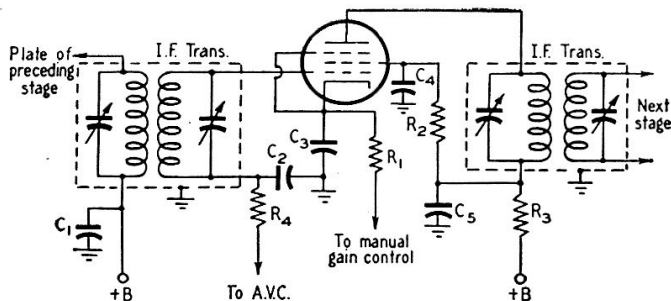 Plate of
preceding
stage
I.F. Trans.
C4
R2
C3
C2
R1
R4
C1
+B
To A.V.C.
To manual
gain control
I.F. Trans.
Next
stage
C5
R3
+B